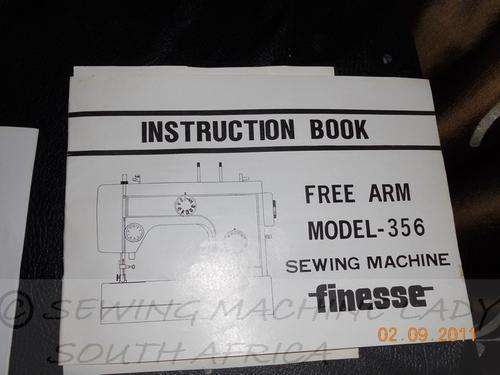 INSTRUCTION BOOK
FREE ARM
MODEL-356
SEWING MACHINE
finesse
02.09.2011
© SEWING MACHINE LADY
SOUTH AFRICA